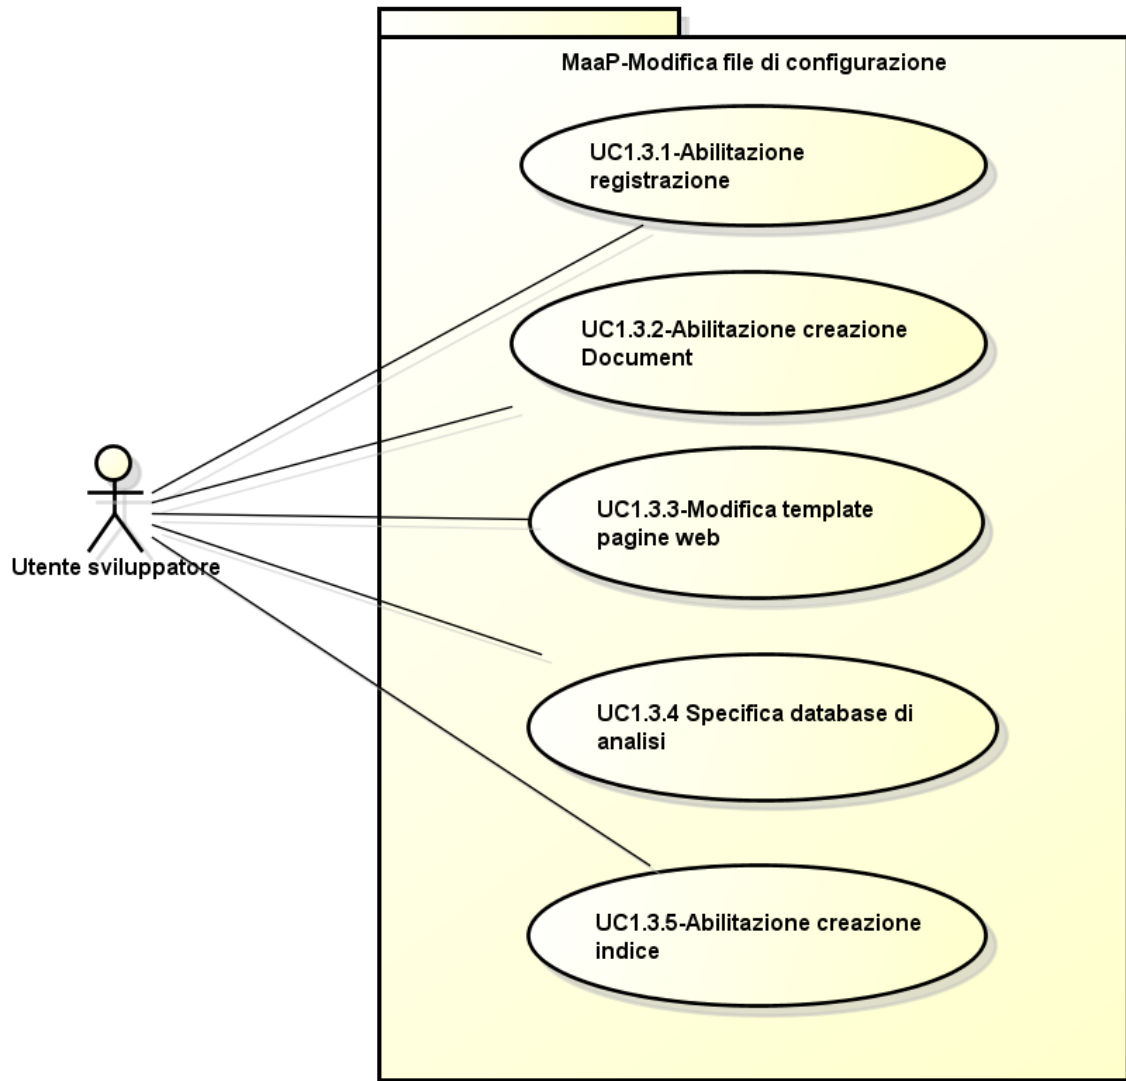 MaaP-Modifica file di configurazione
UC1.3.1-Abilitazione
registrazione
UC1.3.2-Abilitazione creazione
Document
UC1.3.3-Modifica template
pagine web
Utente sviluppatore
UC1.3.4 Specifica database di
analisi
UC1.3.5-Abilitazione creazione
indice